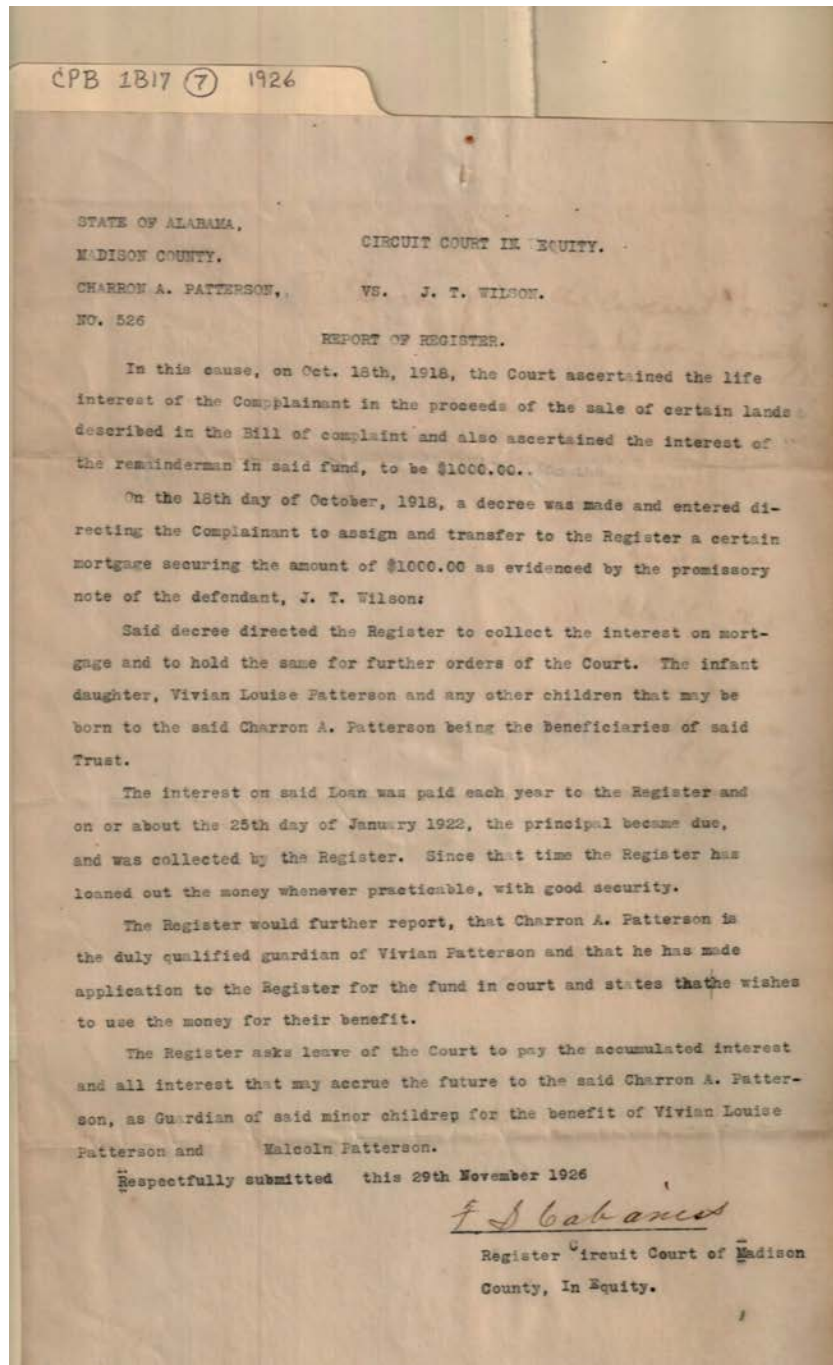 CPB 1B17 (7) 1926
STATE OF ALABAMA,
MADISON COUNTY.
CIRCUIT COURT IN EQUITY.
CHARRON A. PATTERSON,. VS. J. T. WILSON.
NO. 526
REPORT OF REGISTER.
In this cause, on Oct. 18th, 1918, the Court ascertained the life
interest of the Compplainant in the proceeds of the sale of certain lands
described in the Bill of complaint and also ascertained the interest of
the remainderman in said fund, to be $1000.00..
On the 18th day of October, 1918, a decree was made and entered di-
recting the Complainant to assign and transfer to the Register a certain
mortgage securing the amount of $1000.00 as evidenced by the promissory
note of the defendant, J. T. Wilson:
Said decree directed the Register to collect the interest on mort-
gage and to hold the same for further orders of the Court. The infant
daughter, Vivian Louise Patterson and any other children that may be
born to the said Charron A. Patterson being the beneficiaries of said
Trust.
The interest on said Loan was paid each year to the Register and
on or about the 25th day of January 1922, the principal became due,
and was collected by the Register. Since that time the Register has
loaned out the money whenever practicable, with good security.
The Register would further report, that Charron A. Patterson is
the duly qualified guardian of Vivian Patterson and that he has made
application to the Register for the fund in court and states that he wishes
to use the money for their benefit.
The Register asks leave of the Court to pay the accumulated interest
and all interest that may accrue the future to the said Charron A. Patter-
son, as Guardian of said minor childrep for the benefit of Vivian Louise
Patterson and Malcoln Patterson.
Respectfully submitted this 29th November 1926
F D Cabaniss
Register Circuit Court of Madison
County, In Equity.